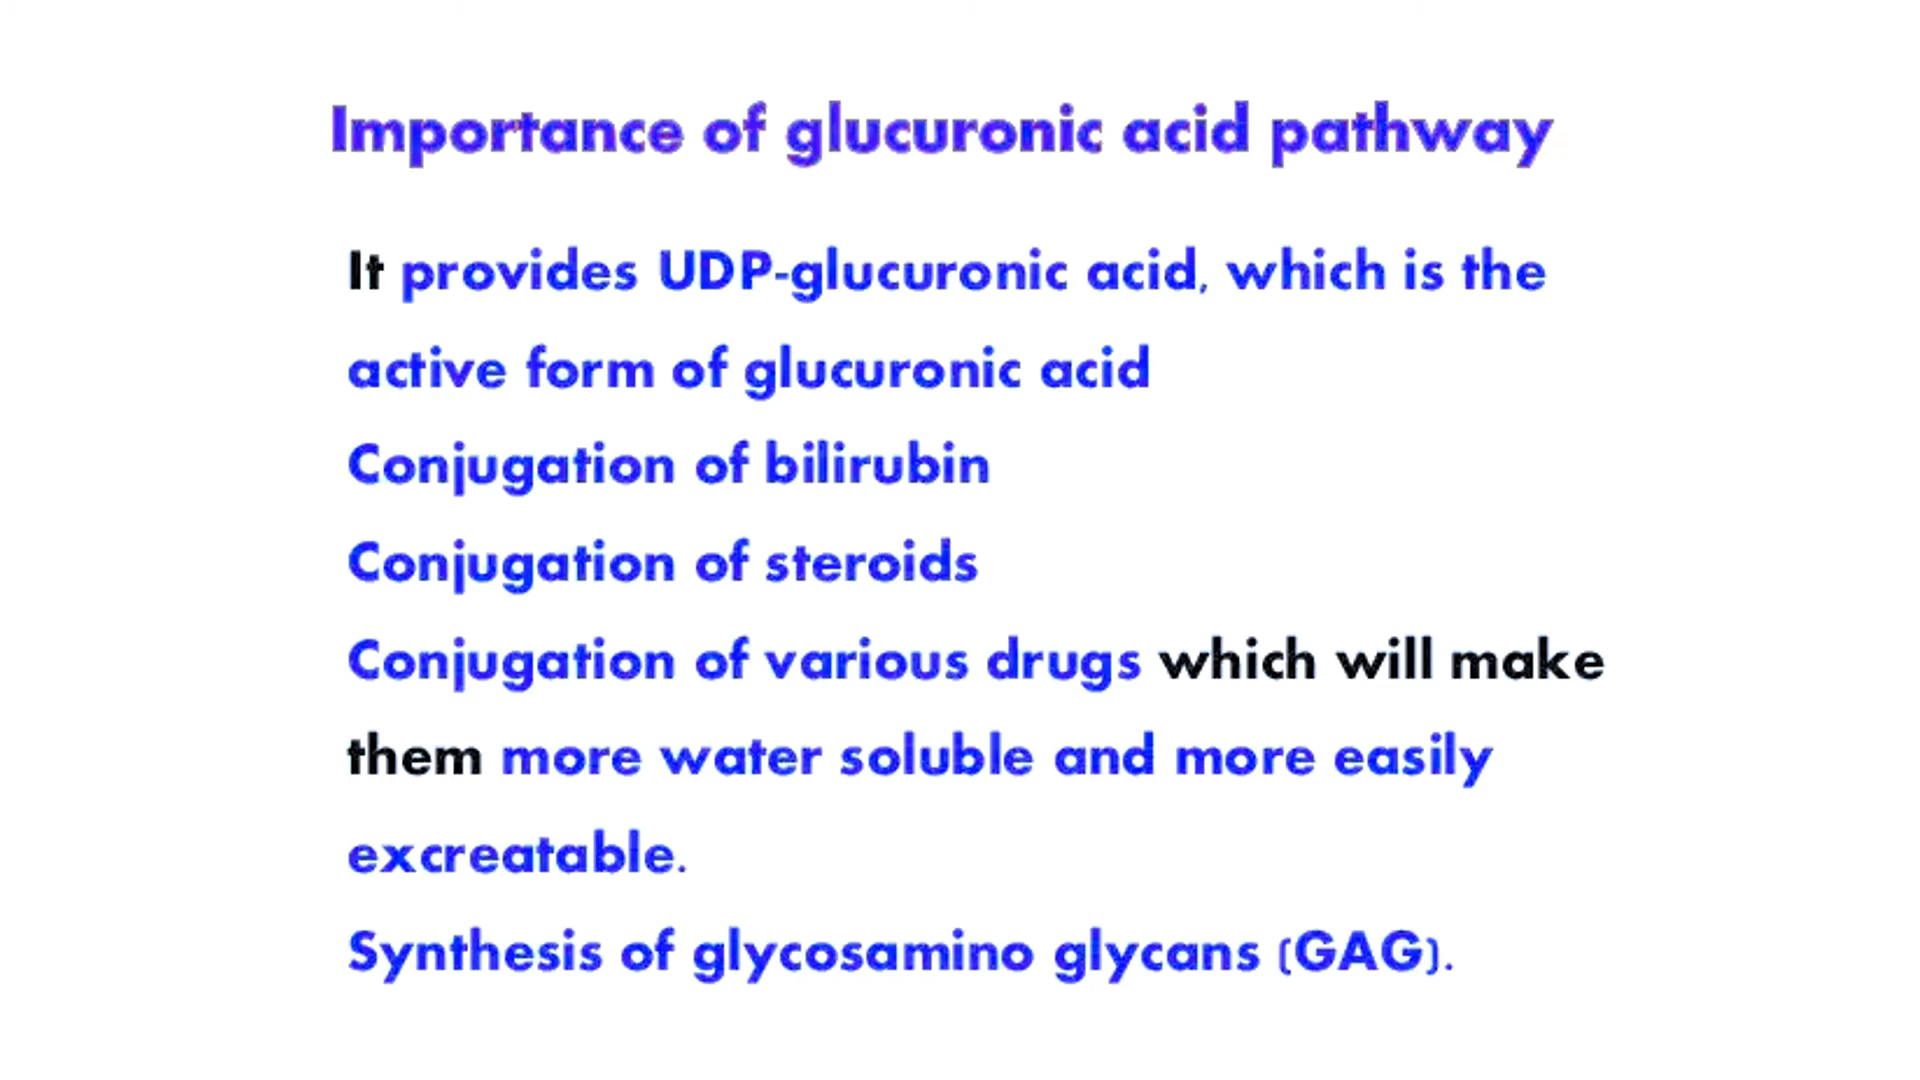 Importance of glucuronic acid pathway
It provides UDP-glucuronic acid, which is the
active form of glucuronic acid
Conjugation of bilirubin
Conjugation of steroids
Conjugation of various drugs which will make
them more water soluble and more easily
excreatable.
Synthesis of glycosamino glycans (GAG).